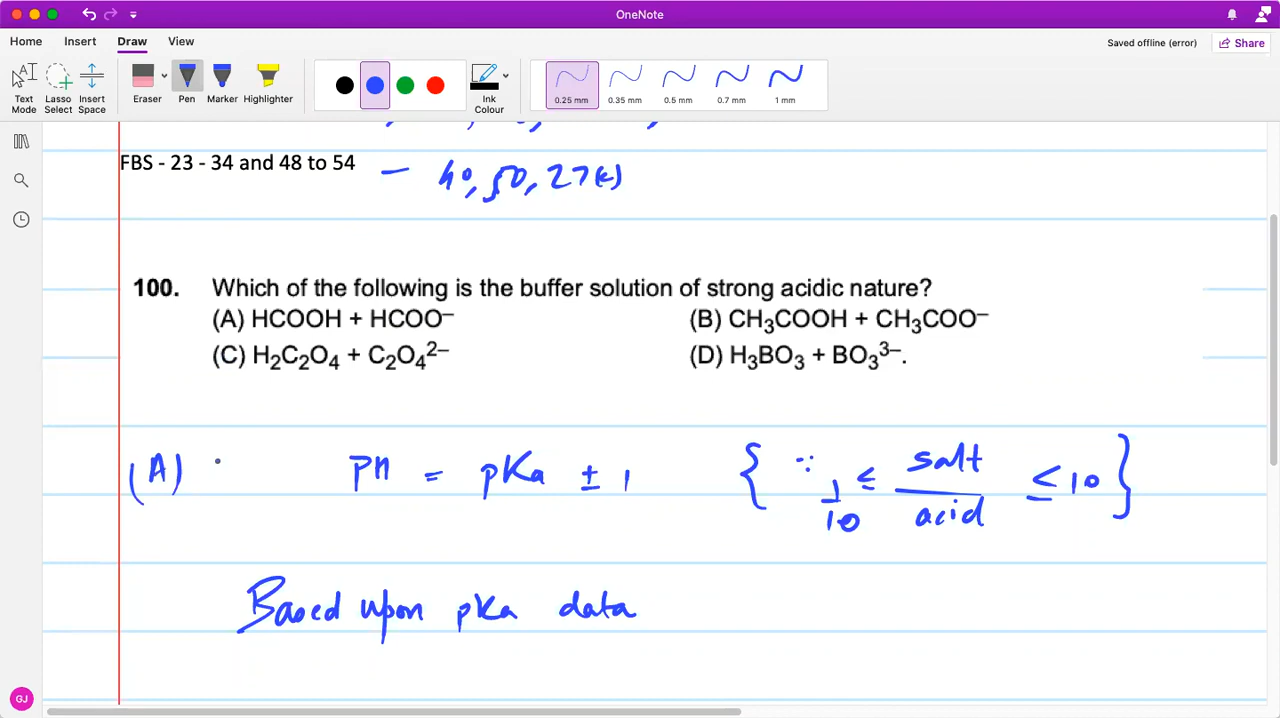 OneNote
Home Insert Draw View
Saved offline (error) Share
Text Mode Lasso Select Insert Space Eraser Pen Marker Highlighter Ink Colour 0.25 mm 0.35 mm 0.5 mm 0.7 mm 1 mm
FBS - 23 - 34 and 48 to 54 – 40, 50, 27(c)
100. Which of the following is the buffer solution of strong acidic nature?
(A) HCOOH + HCOO– (B) CH₃COOH + CH₃COO–
(C) H₂C₂O₄ + C₂O₄²– (D) H₃BO₃ + BO₃³–.
(A) pH = pKa ± 1 { ∵ 1/10 ≤ salt/acid ≤ 10 }
Based upon pKa data
GJ